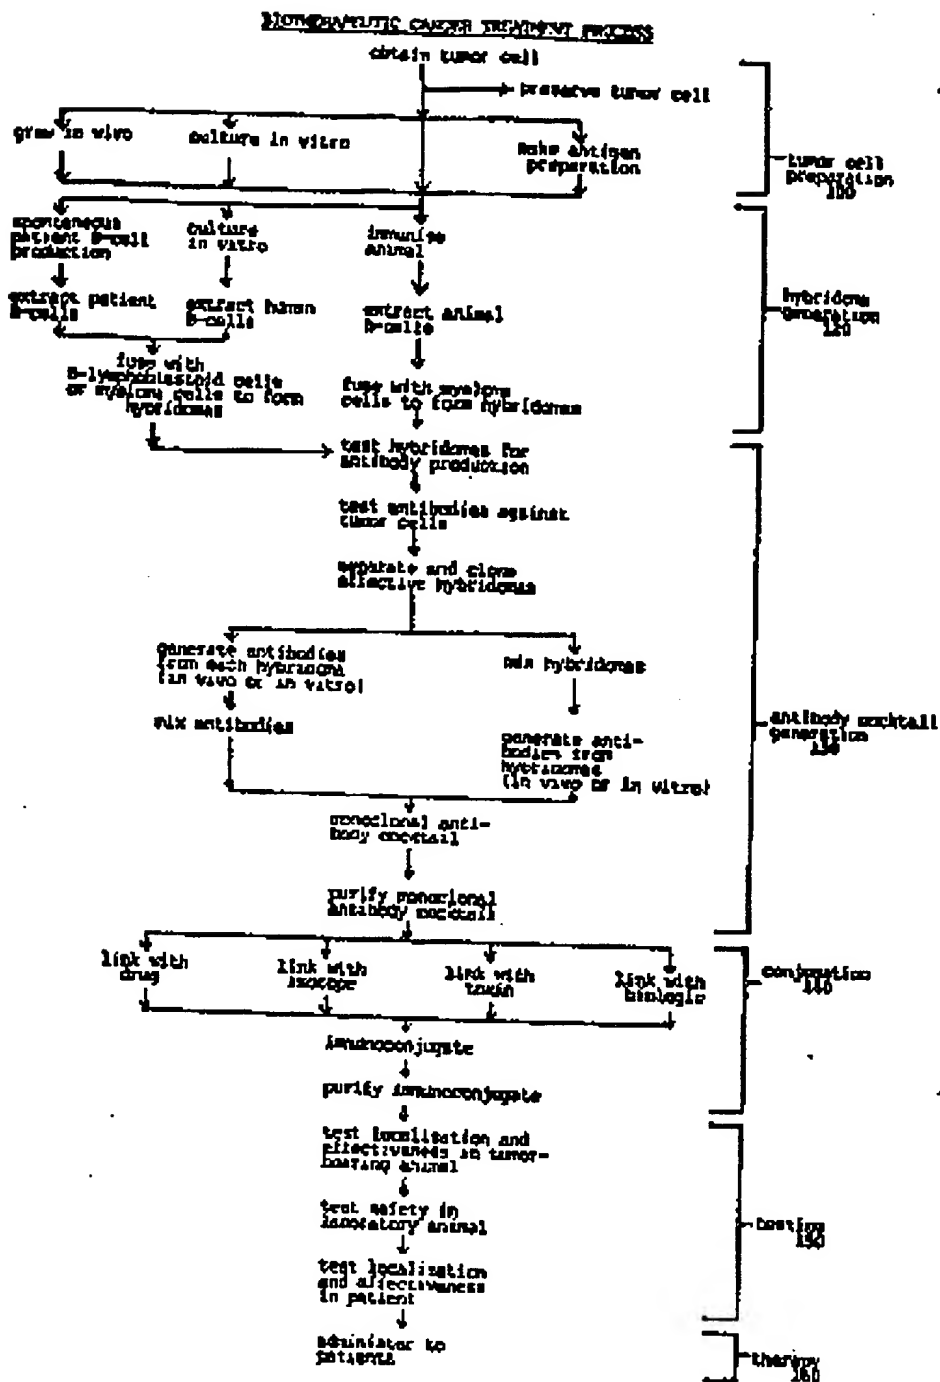 BIOTHERAPEUTIC CANCER TREATMENT PROCESS
obtain tumor cell
preserve tumor cell
grow in vivo
culture in vitro
make antigen
preparation
tumor cell
preparation
spontaneous
patient B-cell
production
culture
in vitro
immunize
animal
extract patient
B-cells
extract human
B-cells
extract animal
B-cells
hybridoma
generation
120
fuse with
B-lymphoblastoid cells
or myeloma cells to form
hybridomas
fuse with myeloma
cells to form hybridomas
test hybridomas for
antibody production
test antibodies against
tumor cells
separate and clone
effective hybridomas
generate antibodies
from each hybridoma
(in vivo or in vitro)
mix hybridomas
mix antibodies
generate anti-
bodies from
hybridomas
(in vivo or in vitro)
antibody cocktail
generation
130
monoclonal anti-
body cocktail
purify monoclonal
antibody cocktail
link with
drug
link with
isotope
link with
toxin
link with
biologic
conjugation
140
immunoconjugate
purify immunoconjugate
test localization and
effectiveness in tumor-
bearing animal
test safety in
laboratory animal
testing
150
test localization
and effectiveness
in patient
administer to
patients
therapy
160